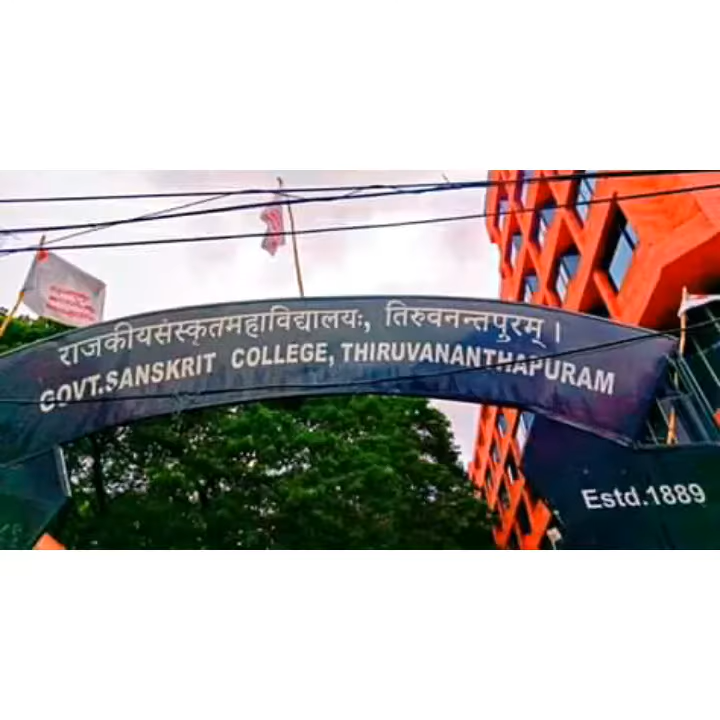 राजकीयसंस्कृतमहाविद्यालयः, तिरुवनन्तपुरम् ।
GOVT.SANSKRIT COLLEGE, THIRUVANANTHAPURAM
Estd.1889